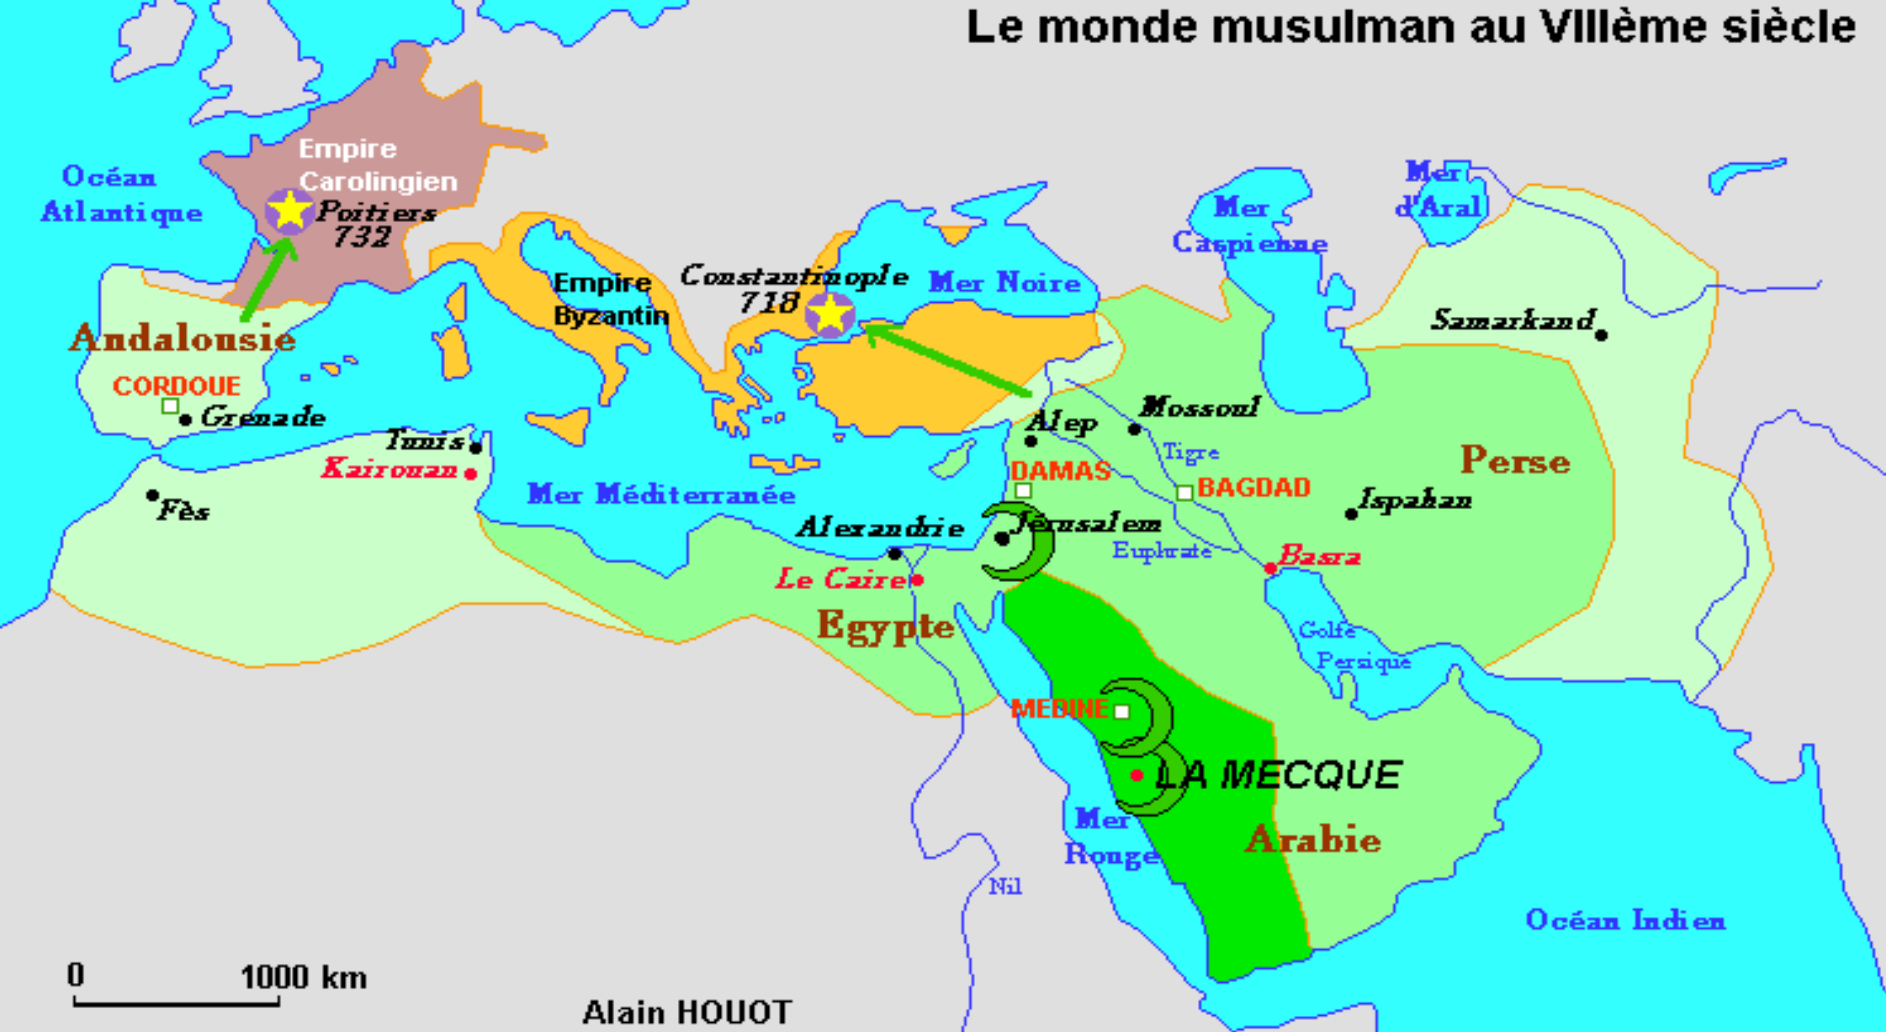 Le monde musulman au VIIIème siècle
Empire
Carolingien
Océan
Atlantique
Poitiers
732
Mer
d'Aral
Mer
Caspienne
Constantinople
718
Mer Noire
Empire
Byzantin
Samarkand
Andalousie
CORDOUE
Grenade
Tunis
Kairouan
Fès
Mer Méditerranée
Alep
Mossoul
Tigre
DAMAS
BAGDAD
Perse
Ispahan
Alexandrie
Jérusalem
Euphrate
Basra
Le Caire
Egypte
Golfe
Persique
MEDINE
LA MECQUE
Mer
Rouge
Arabie
Nil
Océan Indien
0 1000 km
Alain HOUOT